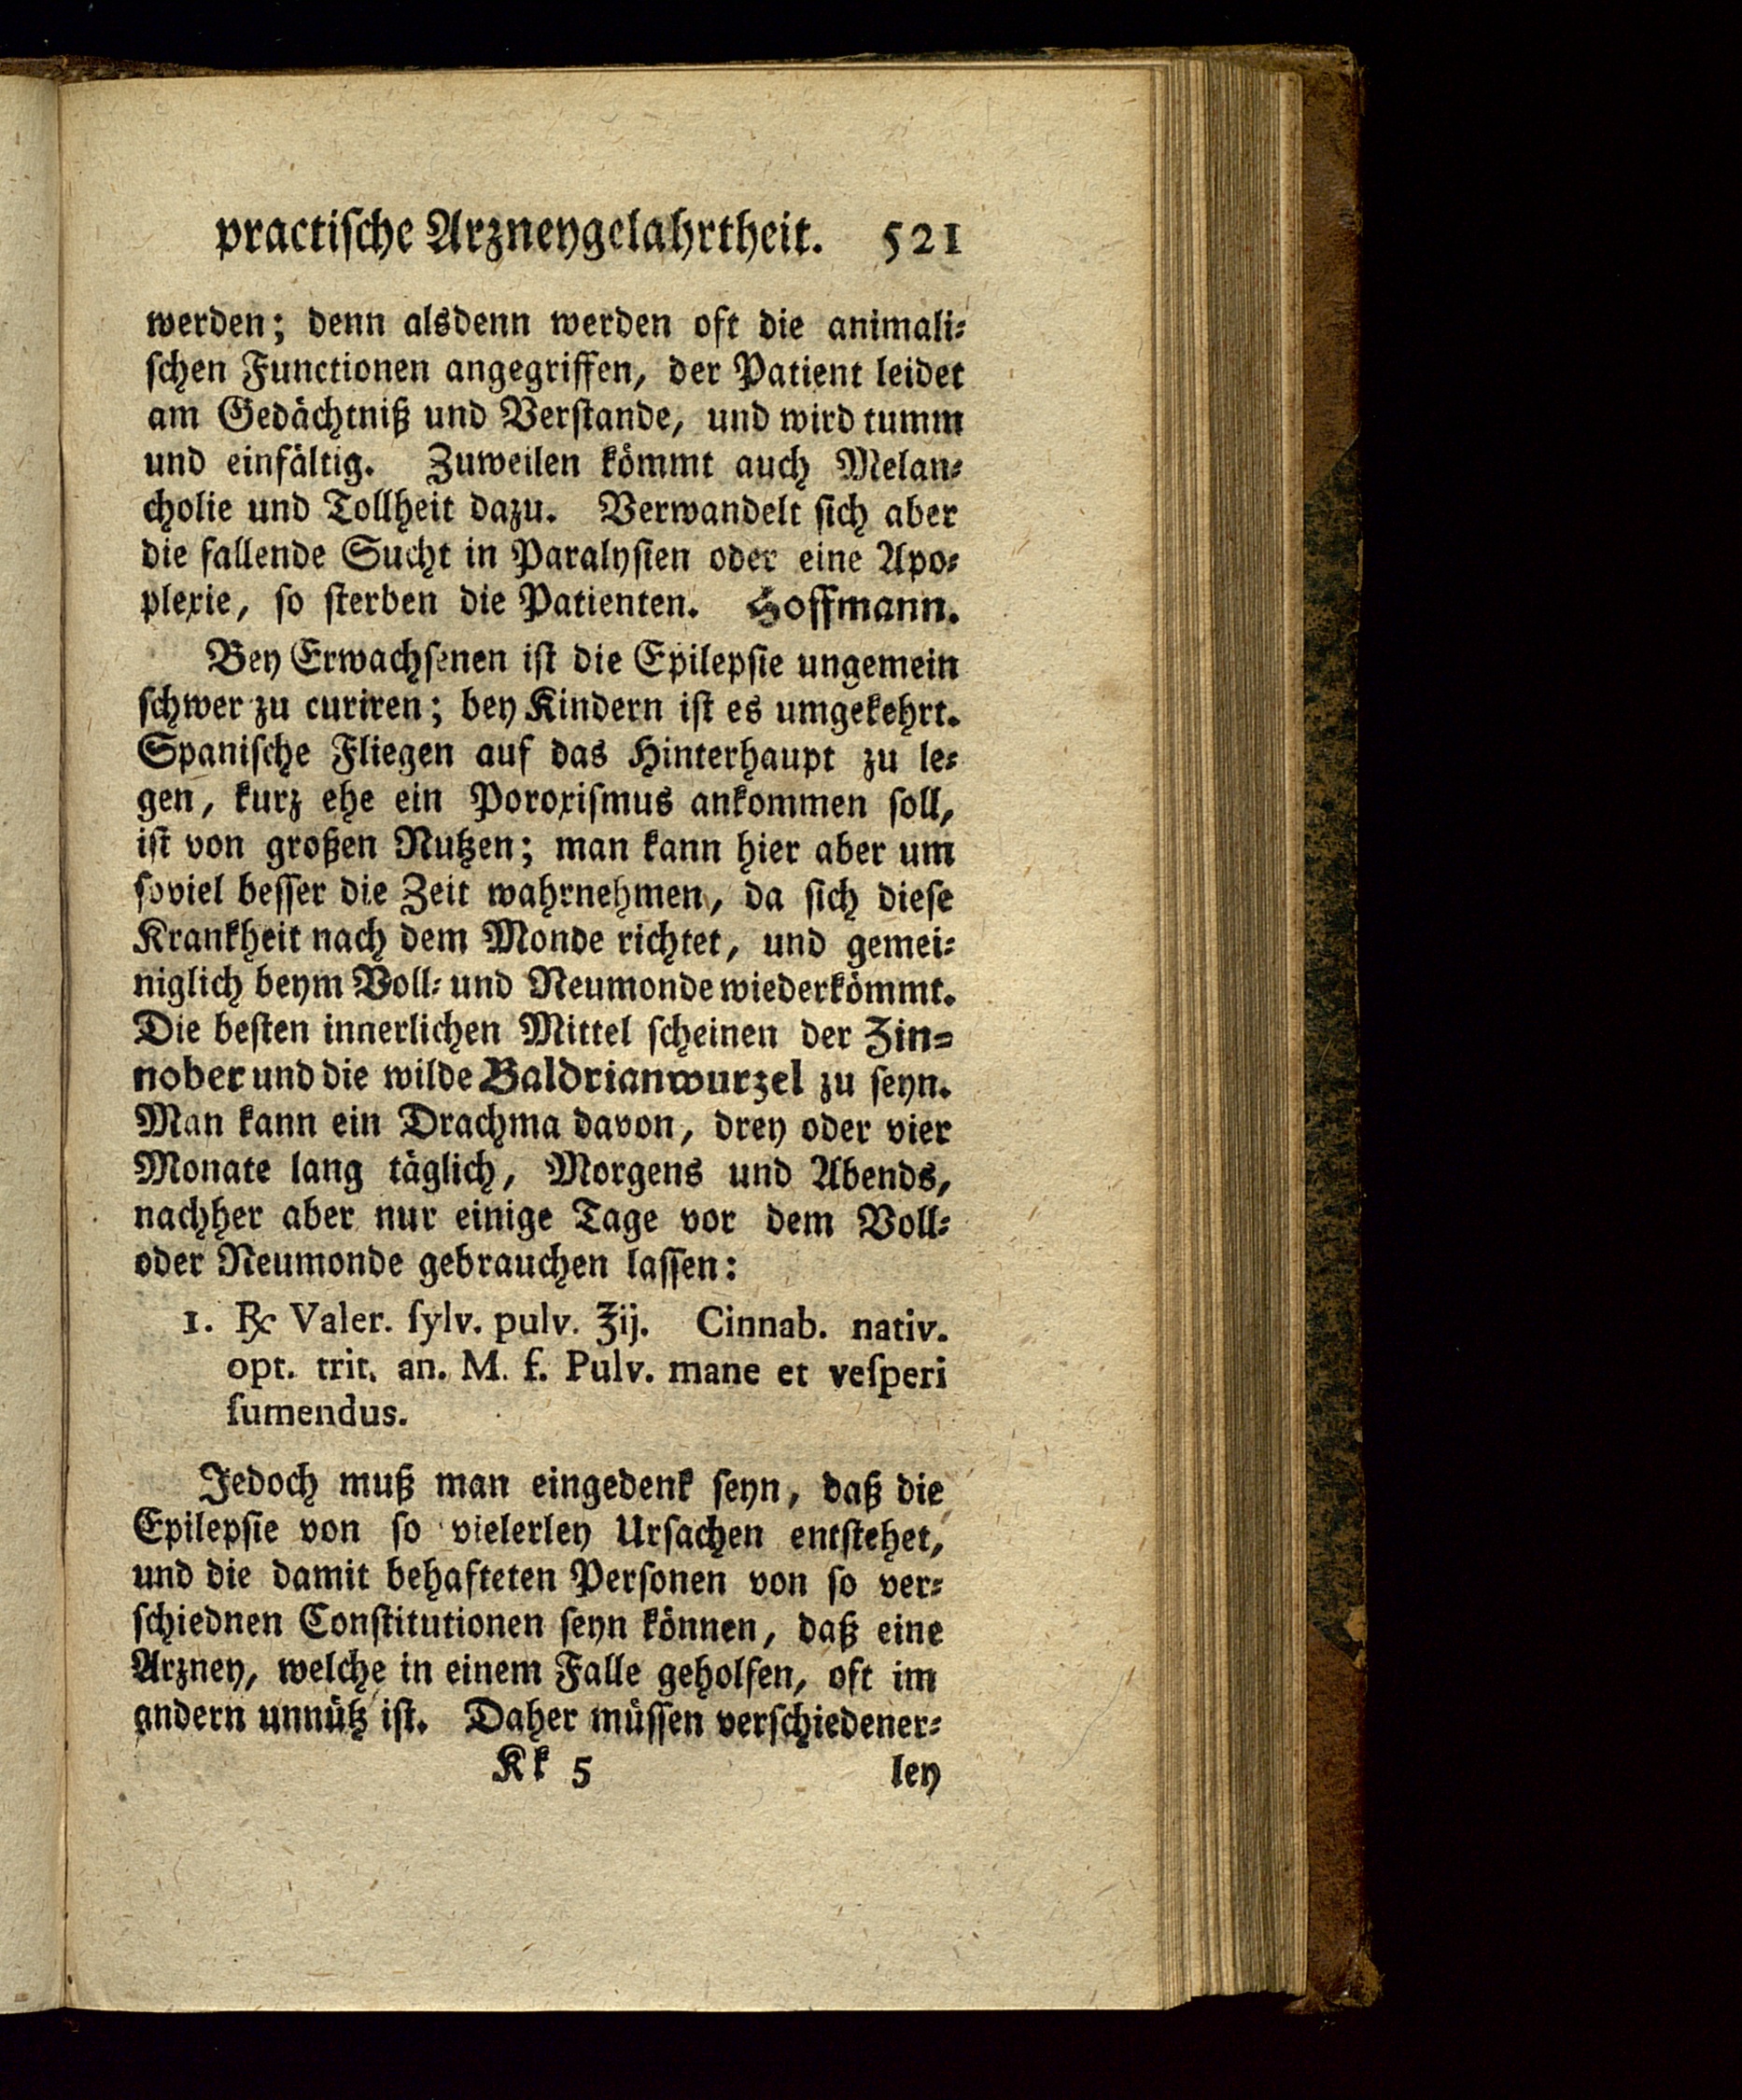 practische Arzneygelahrtheit. 521
werden; denn alsdenn werden oft die animali-
schen Functionen angegriffen, der Patient leidet
am Gedächtniß und Verstande, und wird tumm
und einfältig. Zuweilen kömmt auch Melan-
cholie und Tollheit dazu. Verwandelt sich aber
die fallende Sucht in Paralysien oder eine Apo-
plexie, so sterben die Patienten. Hoffmann.
Bey Erwachsenen ist die Epilepsie ungemein
schwer zu curiren; bey Kindern ist es umgekehrt.
Spanische Fliegen auf das Hinterhaupt zu le-
gen, kurz ehe ein Poroxismus ankommen soll,
ist von großen Nutzen; man kann hier aber um
soviel besser die Zeit wahrnehmen, da sich diese
Krankheit nach dem Monde richtet, und gemei-
niglich beym Voll- und Neumonde wiederkömmt.
Die besten innerlichen Mittel scheinen der Zin-
nober und die wilde Baldrianwurzel zu seyn.
Man kann ein Drachma davon, drey oder vier
Monate lang täglich, Morgens und Abends,
nachher aber nur einige Tage vor dem Voll-
oder Neumonde gebrauchen lassen:
1. ℞ Valer. ſylv. pulv. ʒij. Cinnab. nativ.
opt. trit. an. M. f. Pulv. mane et veſperi
ſumendus.
Jedoch muß man eingedenk seyn, daß die
Epilepsie von so vielerley Ursachen entstehet,
und die damit behafteten Personen von so ver-
schiednen Constitutionen seyn können, daß eine
Arzney, welche in einem Falle geholfen, oft im
andern unnütz ist. Daher müssen verschiedener-
Kk 5 ley